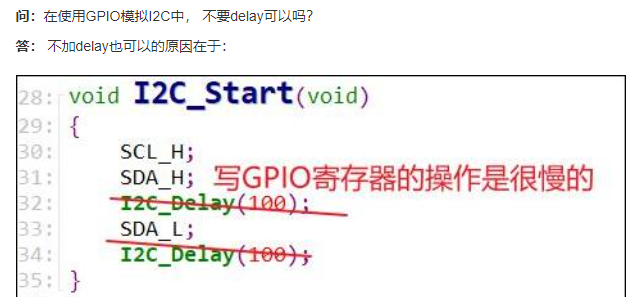 问：在使用GPIO模拟I2C中， 不要delay可以吗?
答： 不加delay也可以的原因在于：
28: void I2C_Start(void)
29: {
30: SCL_H;
31: SDA_H; 写GPIO寄存器的操作是很慢的
32: I2C_Delay(100);
33: SDA_L;
34: I2C_Delay(100);
35: }